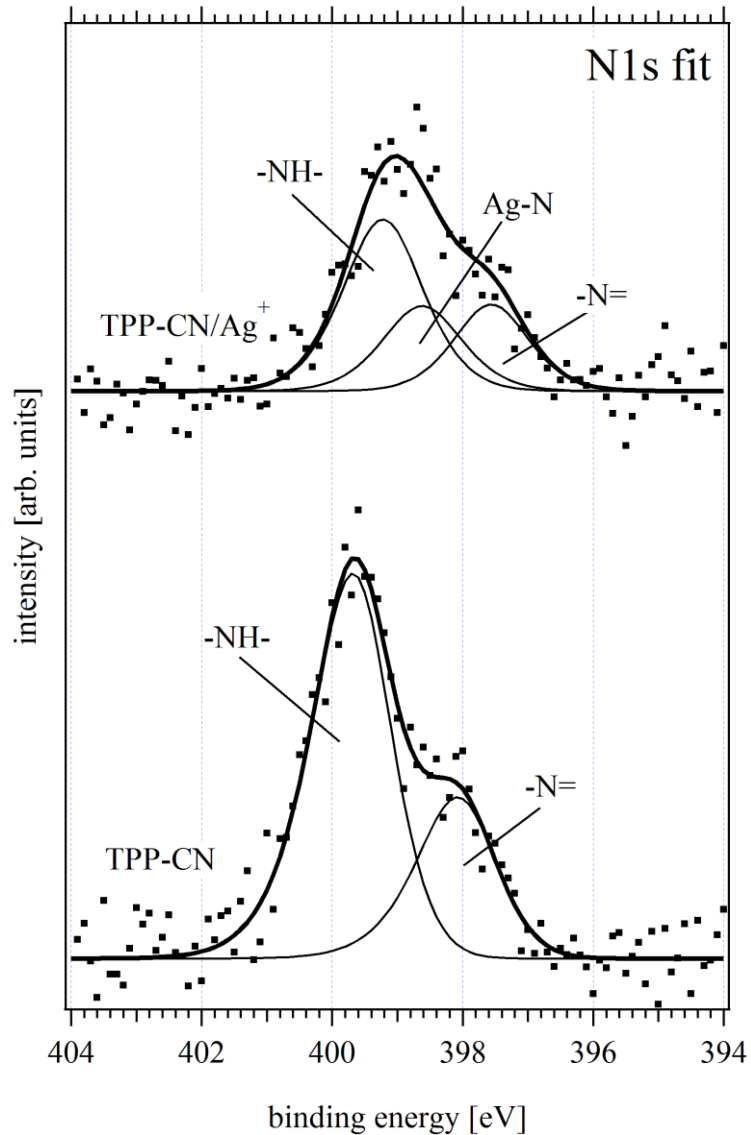 N1s fit
-NH-
Ag-N
-N=
TPP-CN/Ag+
intensity [arb. units]
-NH-
-N=
TPP-CN
404 402 400 398 396 394
binding energy [eV]